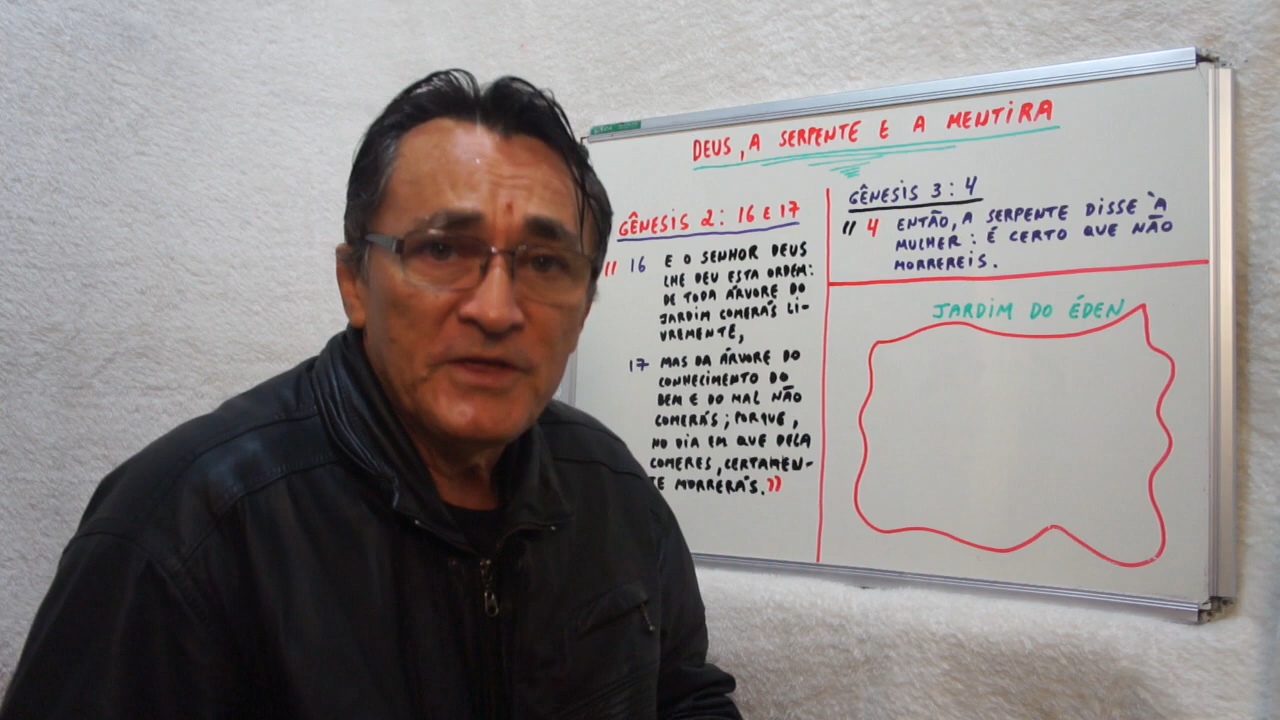 DEUS, A SERPENTE E A MENTIRA
GÊNESIS 2: 16 E 17
" 16 E O SENHOR DEUS
LHE DEU ESTA ORDEM:
DE TODA ÁRVORE DO
JARDIM COMERÁS LI-
VREMENTE,
17 MAS DA ÁRVORE DO
CONHECIMENTO DO
BEM E DO MAL NÃO
COMERÁS; PORQUE,
NO DIA EM QUE DELA
COMERES, CERTAMEN-
TE MORRERÁS."
GÊNESIS 3: 4
" 4 ENTÃO, A SERPENTE DISSE À
MULHER: É CERTO QUE NÃO
MORREREIS.
JARDIM DO ÉDEN